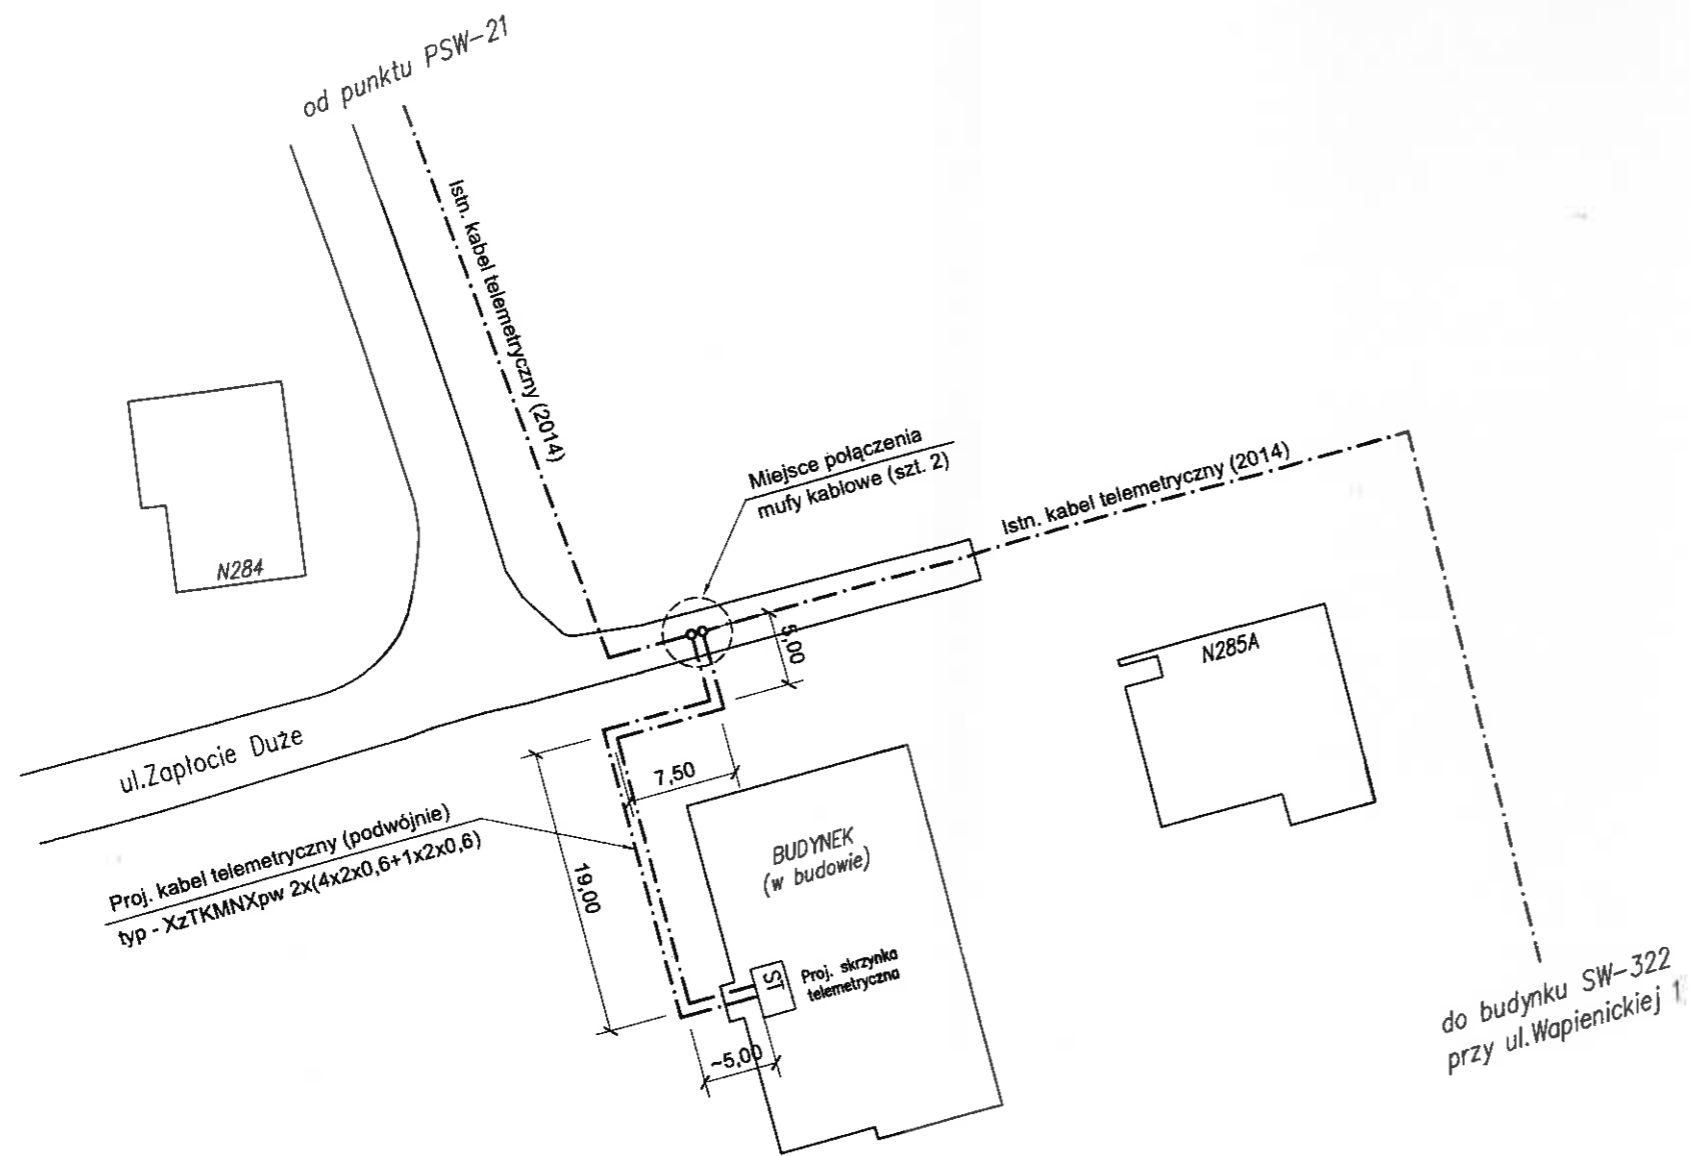 od punktu PSW-21
Istn. kabel telemetryczny (2014)
Miejsce połączenia
mufy kablowe (szt. 2)
Istn. kabel telemetryczny (2014)
N284
5,00
N285A
ul.Zapłocie Duże
7,50
Proj. kabel telemetryczny (podwójnie)
typ - XzTKMNXpw 2x(4x2x0,6+1x2x0,6)
19,00
BUDYNEK
(w budowie)
ST
Proj. skrzynka
telemetryczna
~5,00
do budynku SW-322
przy ul.Wapienickiej